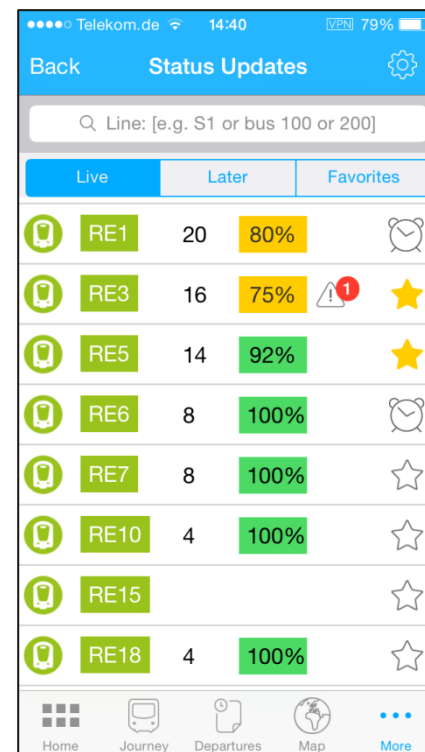 Telekom.de 14:40 VPN 79%
Back Status Updates
Line: [e.g. S1 or bus 100 or 200]
Live Later Favorites
RE1 20 80%
RE3 16 75% 1
RE5 14 92%
RE6 8 100%
RE7 8 100%
RE10 4 100%
RE15
RE18 4 100%
Home Journey Departures Map More